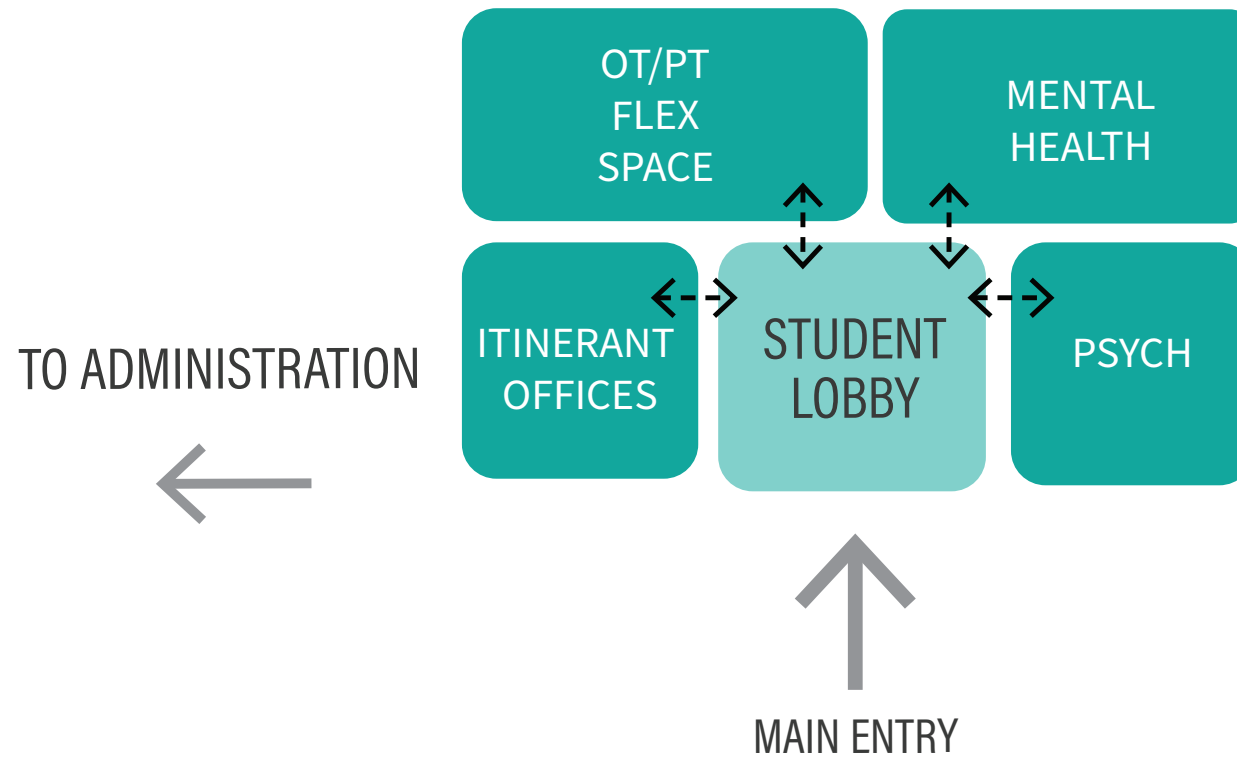 OT/PT
FLEX
SPACE
MENTAL
HEALTH
TO ADMINISTRATION
ITINERANT
OFFICES
STUDENT
LOBBY
PSYCH
MAIN ENTRY